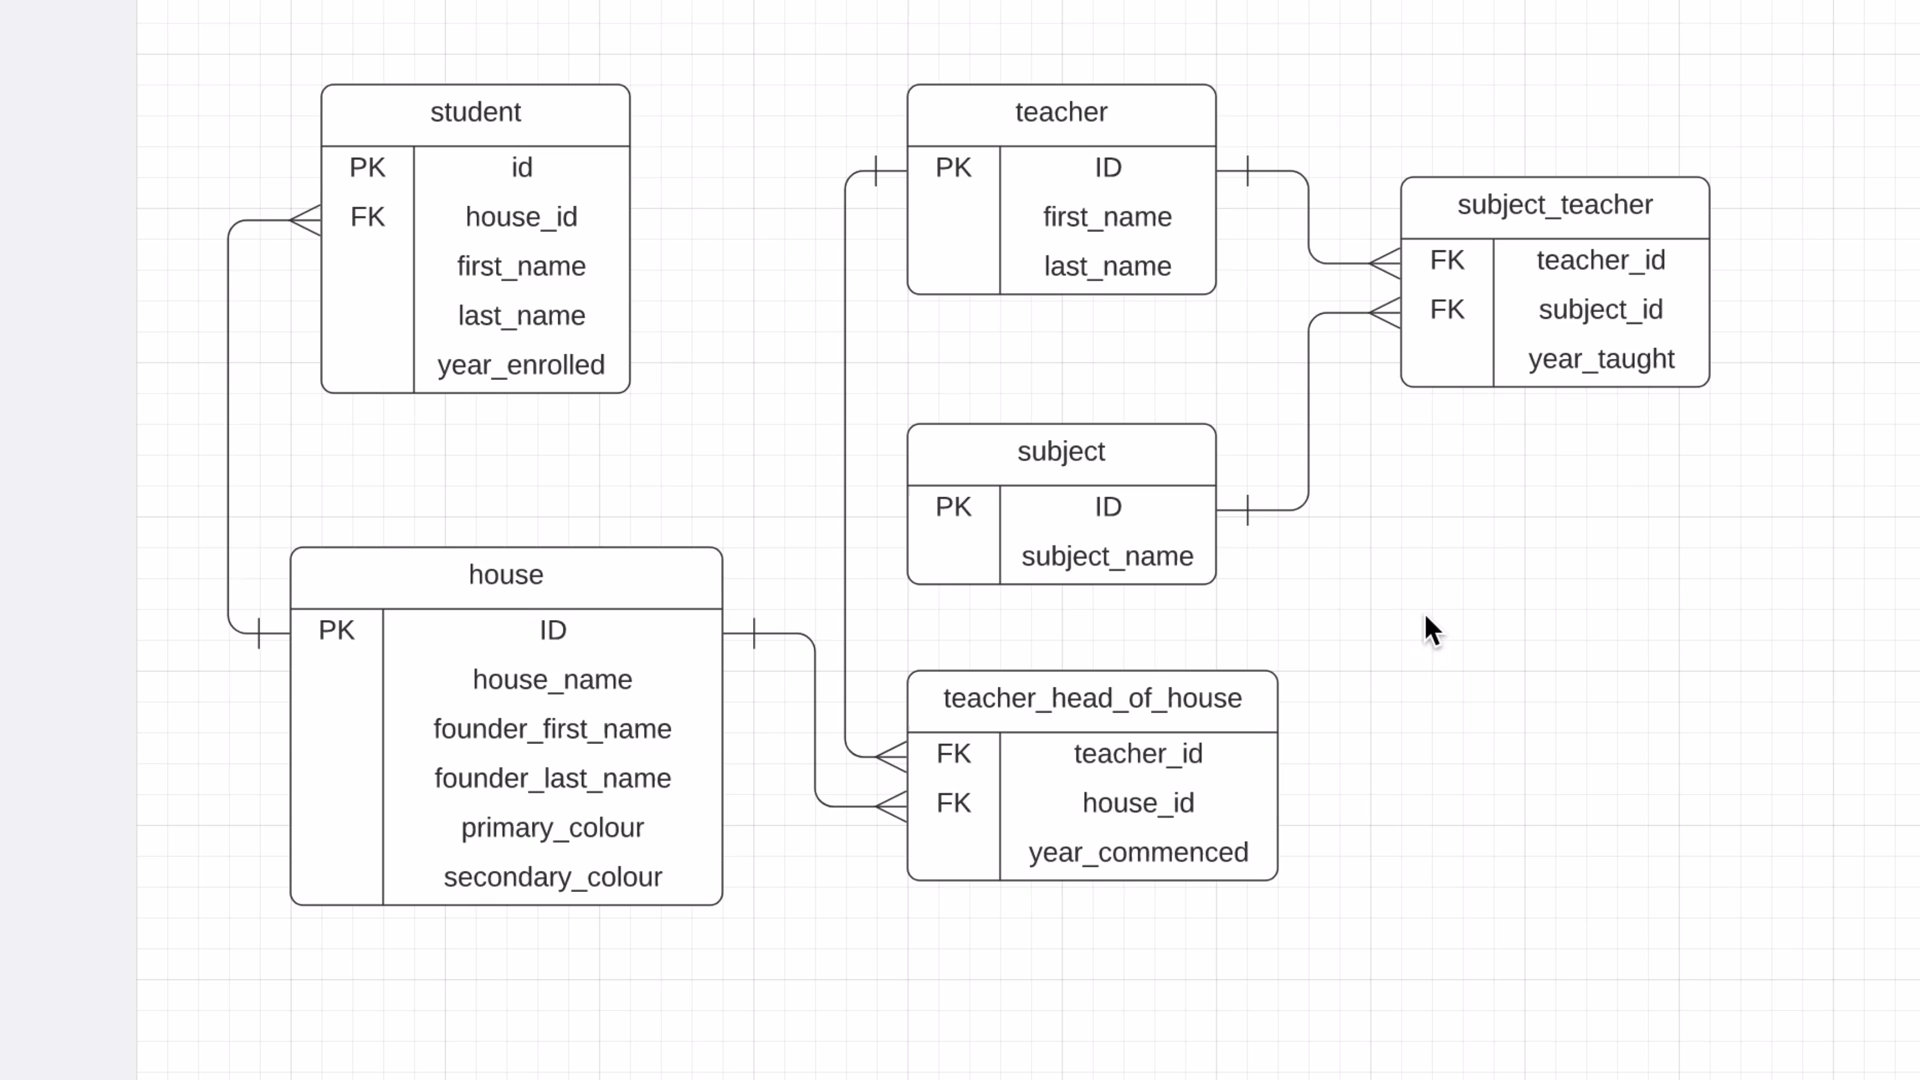 student
PK id
FK house_id
first_name
last_name
year_enrolled
teacher
PK ID
first_name
last_name
subject_teacher
FK teacher_id
FK subject_id
year_taught
subject
PK ID
subject_name
house
PK ID
house_name
founder_first_name
founder_last_name
primary_colour
secondary_colour
teacher_head_of_house
FK teacher_id
FK house_id
year_commenced